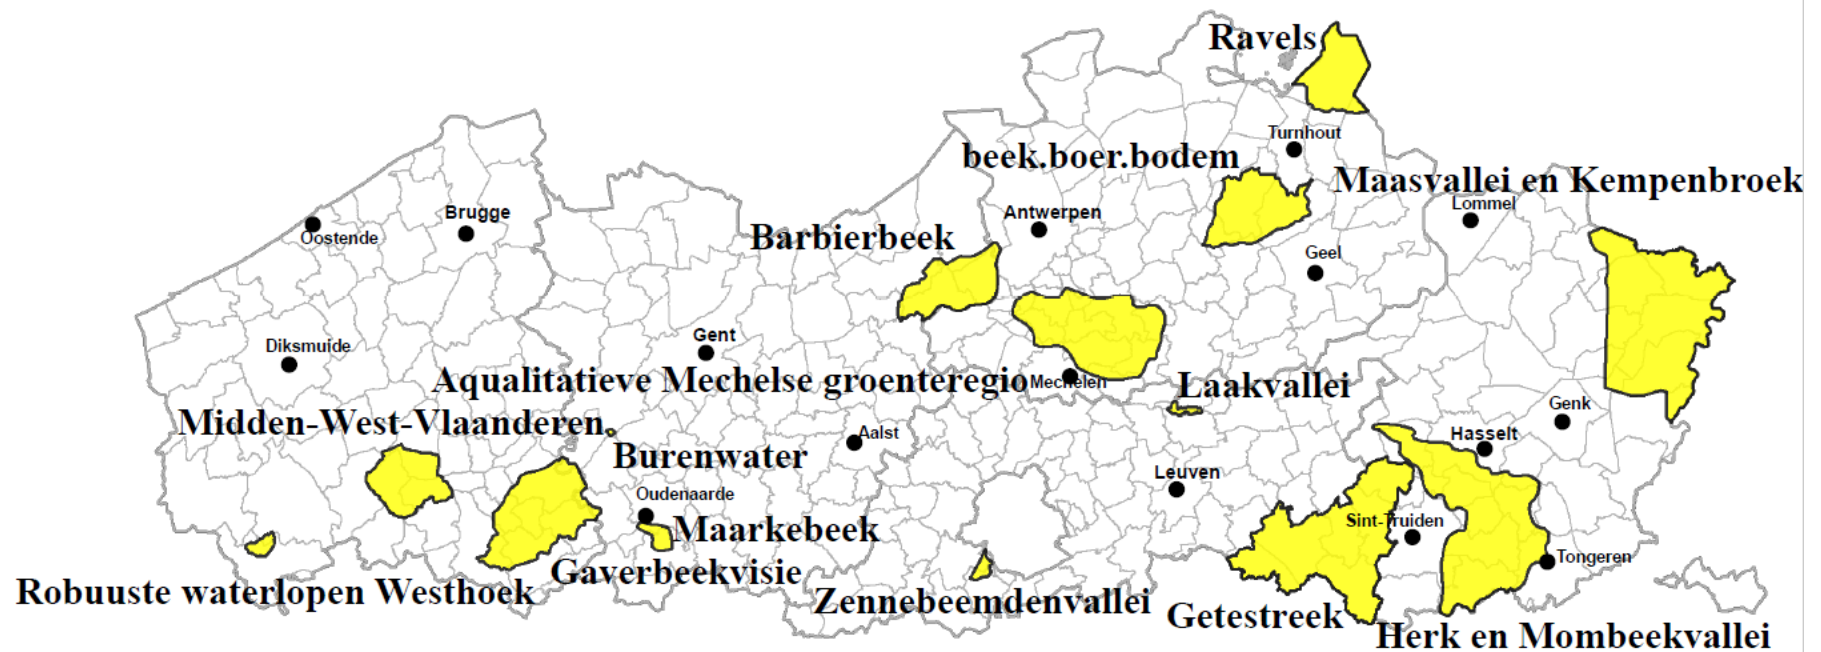 Ravels
Turnhout
beek.boer.bodem
Maasvallei en Kempenbroek
Lommel
Brugge
Antwerpen
Oostende
Barbierbeek
Geel
Gent
Diksmuide
Aqualitatieve Mechelse groenteregio
Mechelen
Laakvallei
Genk
Midden-West-Vlaanderen
Aalst
Hasselt
Burenwater
Leuven
Oudenaarde
Sint-Truiden
Maarkebeek
Tongeren
Gaverbeekvisie
Robuuste waterlopen Westhoek
Zennebeemdenvallei
Getestreek
Herk en Mombeekvallei